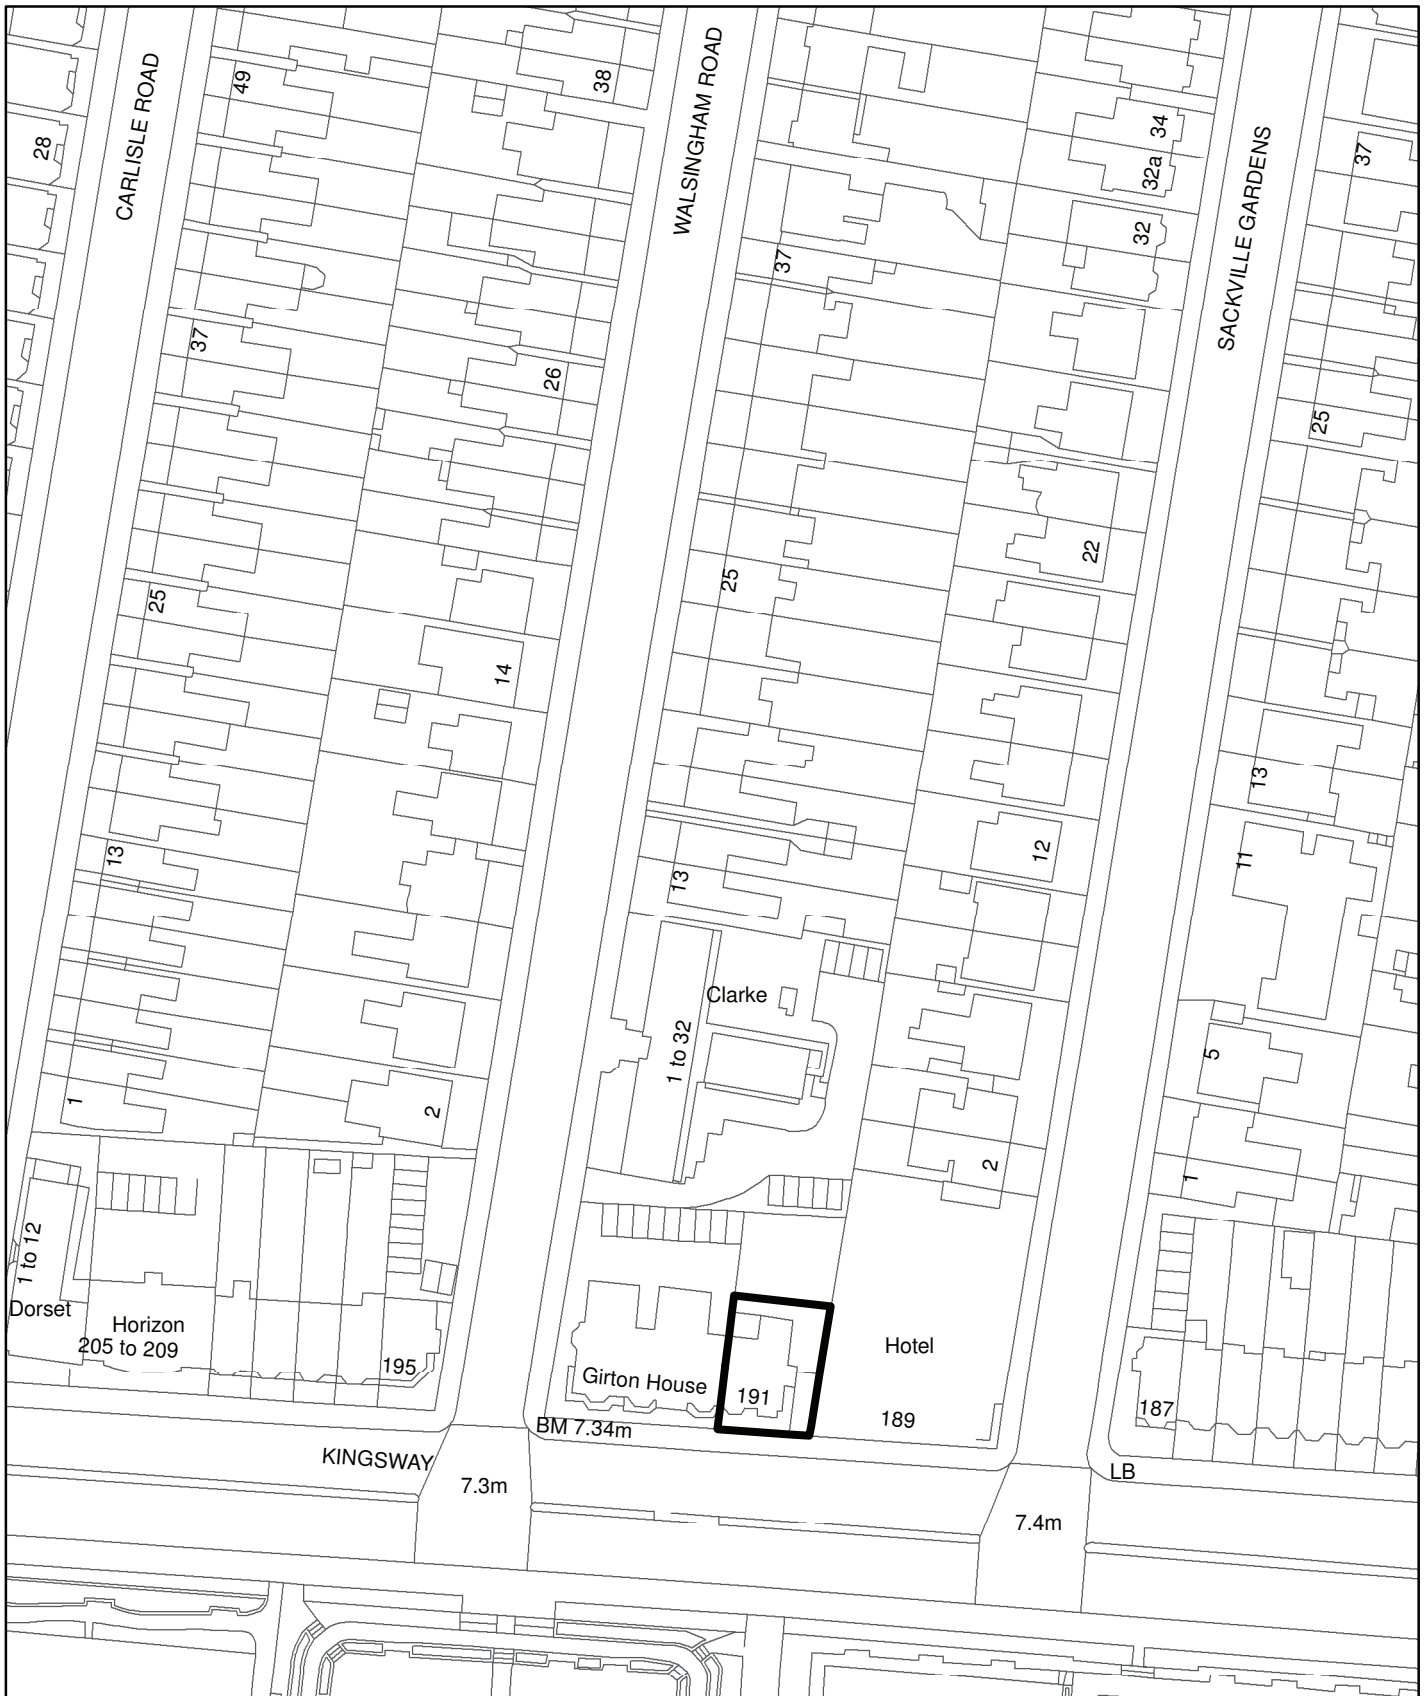 CARLISLE ROAD
WALSINGHAM ROAD
SACKVILLE GARDENS
49
38
28
34
32a
37
32
37
37
26
25
22
25
25
14
13
12
11
13
13
Clarke
1 to 32
5
1
2
2
1
1 to 12
Dorset
Horizon
205 to 209
195
Girton House
191
Hotel
189
187
BM 7.34m
KINGSWAY
7.3m
LB
7.4m